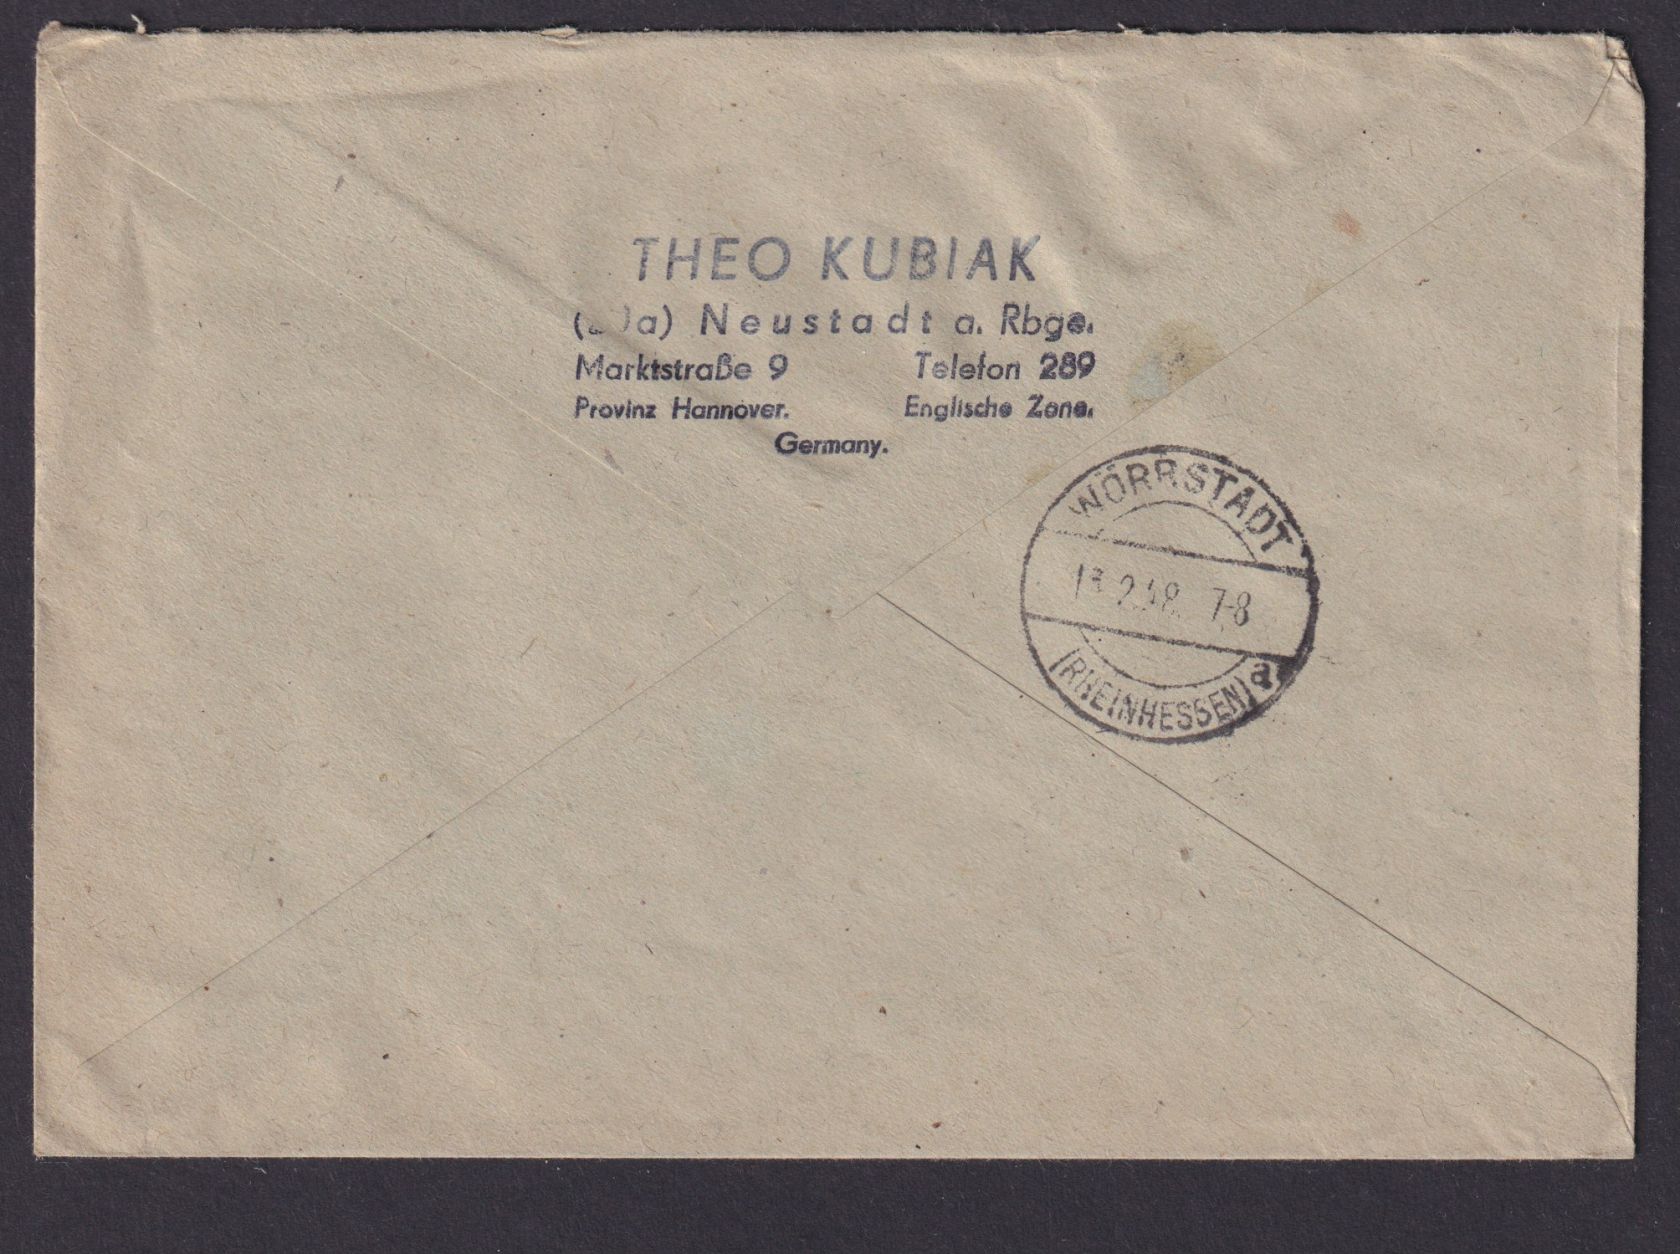 THEO KUBIAK
Neustadt a. Rbge.
Marktstraße 9 Telefon 289
Provinz Hannover. Englische Zone.
Germany.
WÖRRSTADT
7-8
(RHEINHESSEN) a